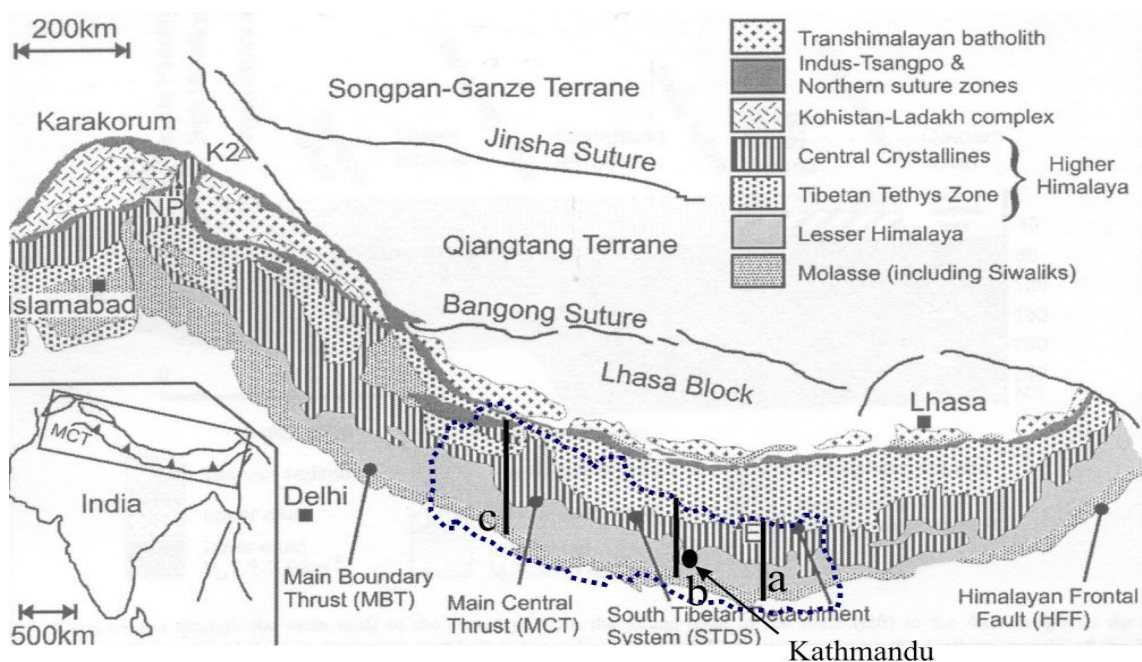 200km
Transhimalayan batholith
Indus-Tsangpo &
Northern suture zones
Kohistan-Ladakh complex
Central Crystallines
Tibetan Tethys Zone
Higher
Himalaya
Lesser Himalaya
Molasse (including Siwaliks)
Songpan-Ganze Terrane
Karakorum
K2
Jinsha Suture
NP
Qiangtang Terrane
Islamabad
Bangong Suture
Lhasa Block
Lhasa
MCT
India
Delhi
c
E
a
b
Main Boundary
Thrust (MBT)
Main Central
Thrust (MCT)
South Tibetan Detachment
System (STDS)
Himalayan Frontal
Fault (HFF)
500km
Kathmandu